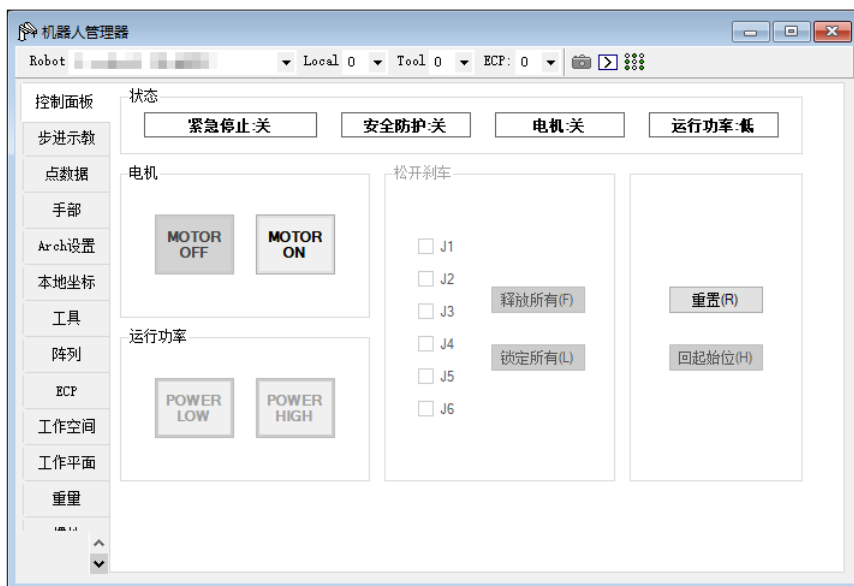 机器人管理器
Robot Local 0 Tool 0 ECP: 0
控制面板
步进示教
点数据
手部
Arch设置
本地坐标
工具
阵列
ECP
工作空间
工作平面
重量
状态
紧急停止:关 安全防护:关 电机:关 运行功率:低
电机
MOTOR OFF
MOTOR ON
运行功率
POWER LOW
POWER HIGH
松开刹车
J1
J2
J3
J4
J5
J6
释放所有(F)
锁定所有(L)
重置(R)
回起始位(H)